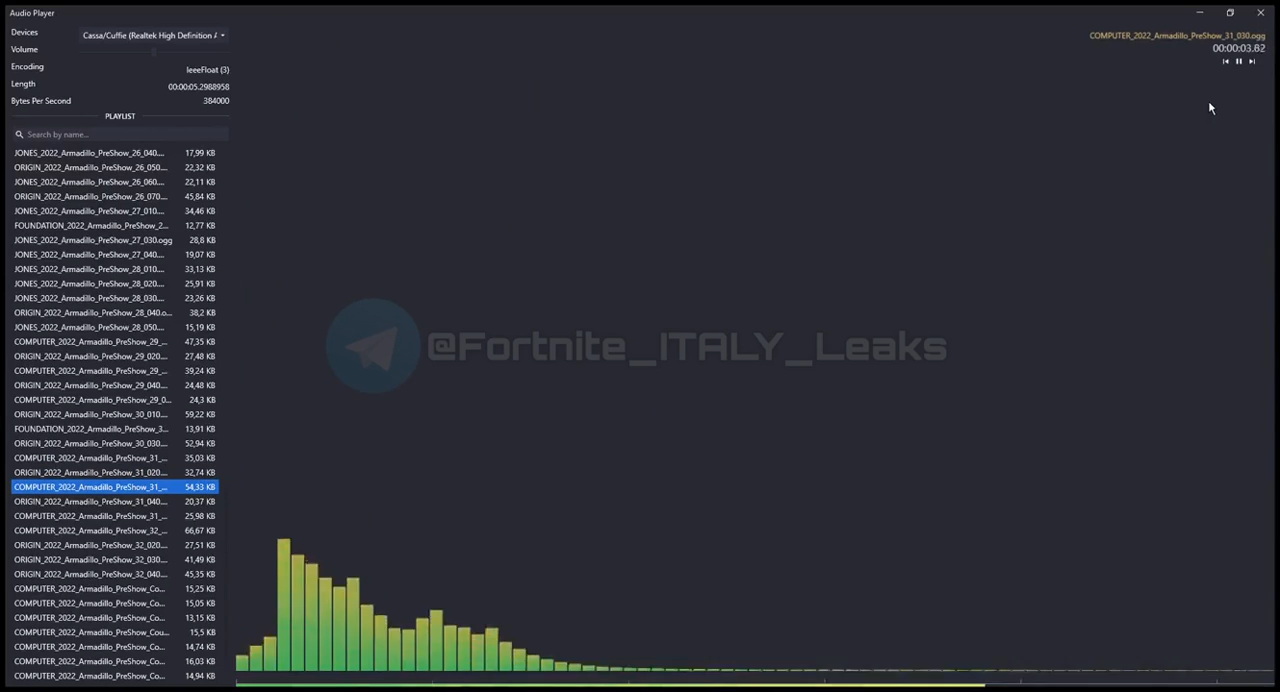 Audio Player
Devices
Cassa/Cuffie (Realtek High Definition A
Volume
Encoding
IeeeFloat (3)
Length
00:00:05.2988958
Bytes Per Second
384000
PLAYLIST
Search by name...
JONES_2022_Armadillo_PreShow_26_040.... 17,99 KB
ORIGIN_2022_Armadillo_PreShow_26_050.... 22,32 KB
JONES_2022_Armadillo_PreShow_26_060.... 22,11 KB
ORIGIN_2022_Armadillo_PreShow_26_070.... 45,84 KB
JONES_2022_Armadillo_PreShow_27_010.... 34,46 KB
FOUNDATION_2022_Armadillo_PreShow_2... 12,77 KB
JONES_2022_Armadillo_PreShow_27_030.ogg 28,8 KB
JONES_2022_Armadillo_PreShow_27_040.... 19,07 KB
JONES_2022_Armadillo_PreShow_28_010.... 33,13 KB
JONES_2022_Armadillo_PreShow_28_020.... 25,91 KB
JONES_2022_Armadillo_PreShow_28_030.... 23,26 KB
ORIGIN_2022_Armadillo_PreShow_28_040.o... 38,2 KB
JONES_2022_Armadillo_PreShow_28_050.... 15,19 KB
COMPUTER_2022_Armadillo_PreShow_29_... 47,35 KB
ORIGIN_2022_Armadillo_PreShow_29_020.... 27,48 KB
COMPUTER_2022_Armadillo_PreShow_29_... 39,24 KB
ORIGIN_2022_Armadillo_PreShow_29_040.... 24,48 KB
COMPUTER_2022_Armadillo_PreShow_29_0... 24,3 KB
ORIGIN_2022_Armadillo_PreShow_30_010.... 59,22 KB
FOUNDATION_2022_Armadillo_PreShow_3... 13,91 KB
ORIGIN_2022_Armadillo_PreShow_30_030.... 52,94 KB
COMPUTER_2022_Armadillo_PreShow_31_... 35,03 KB
ORIGIN_2022_Armadillo_PreShow_31_020.... 32,74 KB
COMPUTER_2022_Armadillo_PreShow_31_... 54,33 KB
ORIGIN_2022_Armadillo_PreShow_31_040.... 20,37 KB
COMPUTER_2022_Armadillo_PreShow_31_... 25,98 KB
COMPUTER_2022_Armadillo_PreShow_32_... 66,67 KB
ORIGIN_2022_Armadillo_PreShow_32_020.... 27,51 KB
ORIGIN_2022_Armadillo_PreShow_32_030.... 41,49 KB
ORIGIN_2022_Armadillo_PreShow_32_040.... 45,35 KB
COMPUTER_2022_Armadillo_PreShow_Co... 15,25 KB
COMPUTER_2022_Armadillo_PreShow_Co... 15,05 KB
COMPUTER_2022_Armadillo_PreShow_Co... 13,15 KB
COMPUTER_2022_Armadillo_PreShow_Cou... 15,5 KB
COMPUTER_2022_Armadillo_PreShow_Co... 14,74 KB
COMPUTER_2022_Armadillo_PreShow_Co... 16,03 KB
COMPUTER_2022_Armadillo_PreShow_Co... 14,94 KB
COMPUTER_2022_Armadillo_PreShow_31_030.ogg
00:00:03.82
@Fortnite_ITALY_Leaks